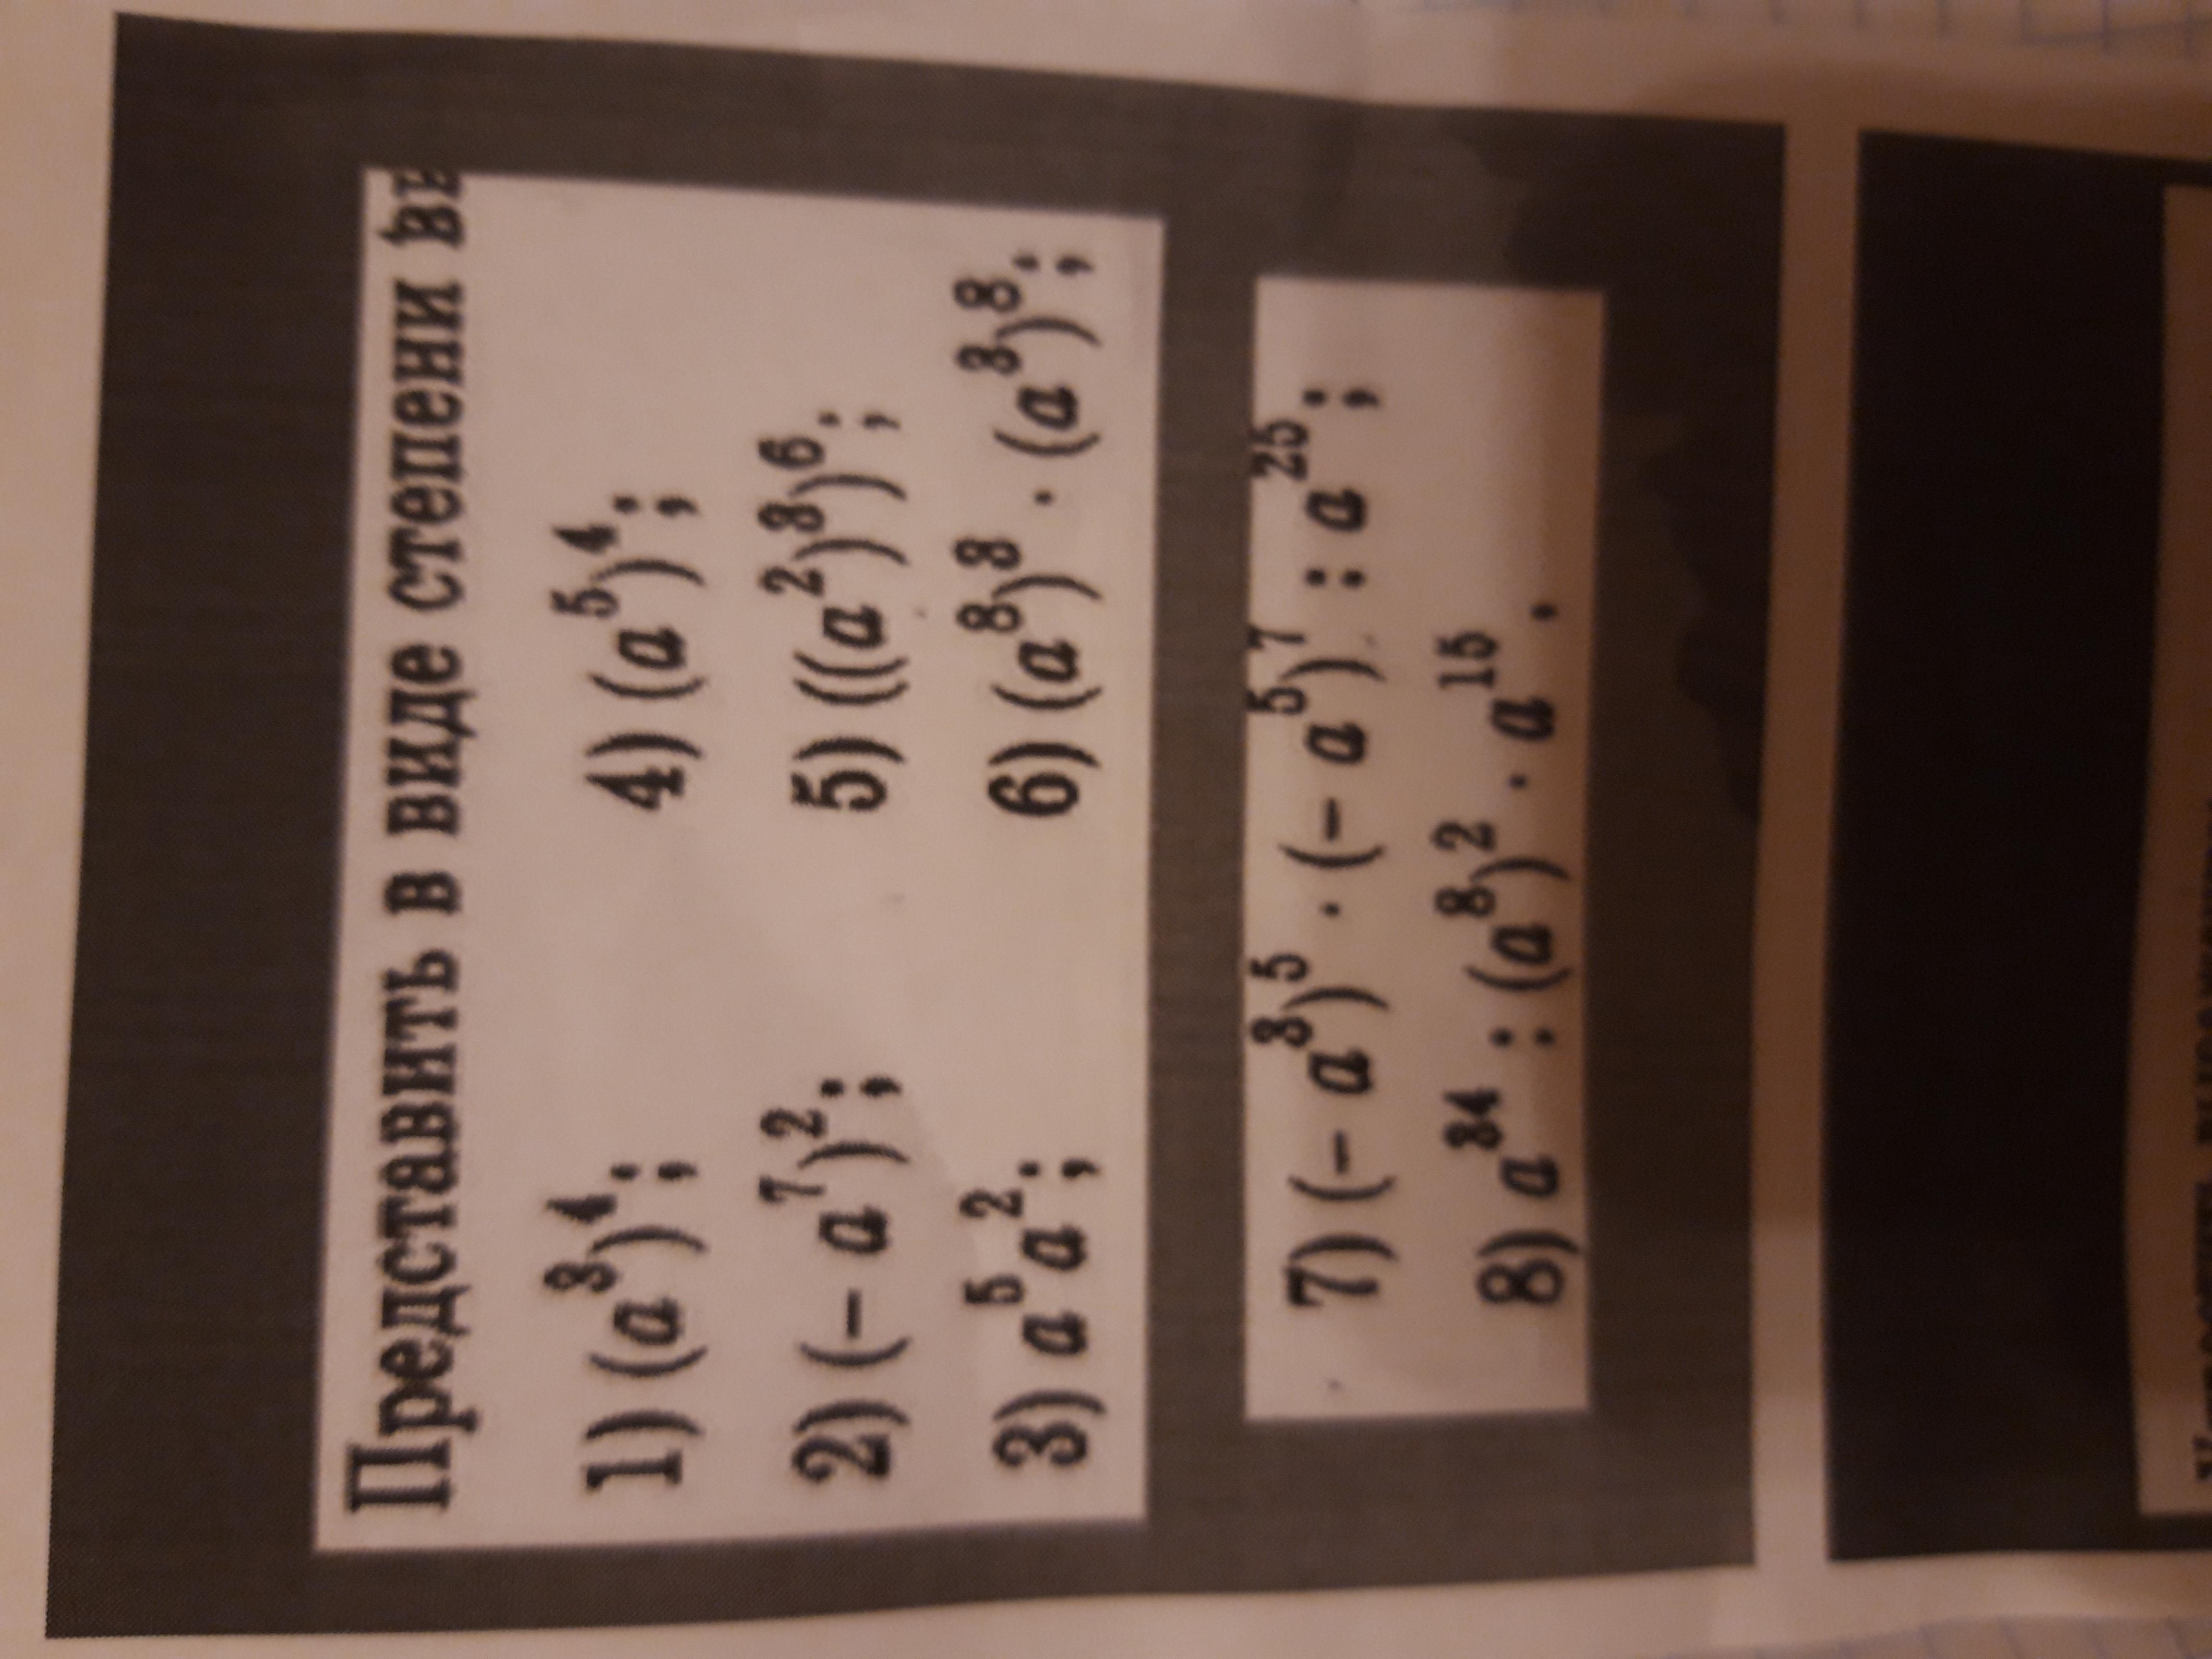 Представить в виде степени
1) (a³)⁴; 4) (a⁵)⁴;
2) (− a⁷)²; 5) ((a²)³)⁶;
3) a⁵a²; 6) (a⁸)³ · (a³)⁸;
7) (− a³)⁵ · (− a⁵)⁷ : a²⁵;
8) a³⁴ : (a⁸)² · a¹⁵.